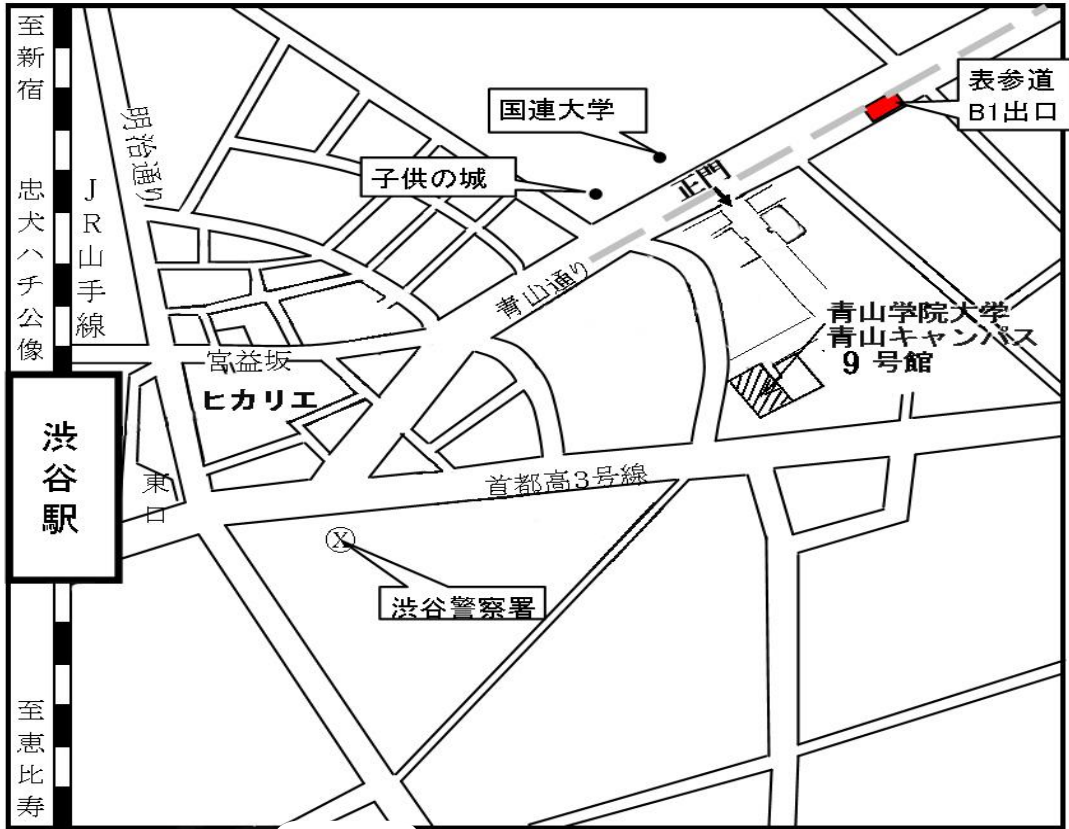 至新宿
忠犬ハチ公像
JR山手線
明治通り
国連大学
子供の城
表参道
B1出口
正門
青山通り
青山学院大学
青山キャンパス
9 号館
宮益坂
ヒカリエ
渋谷駅
東口
首都高3号線
X
渋谷警察署
至恵比寿